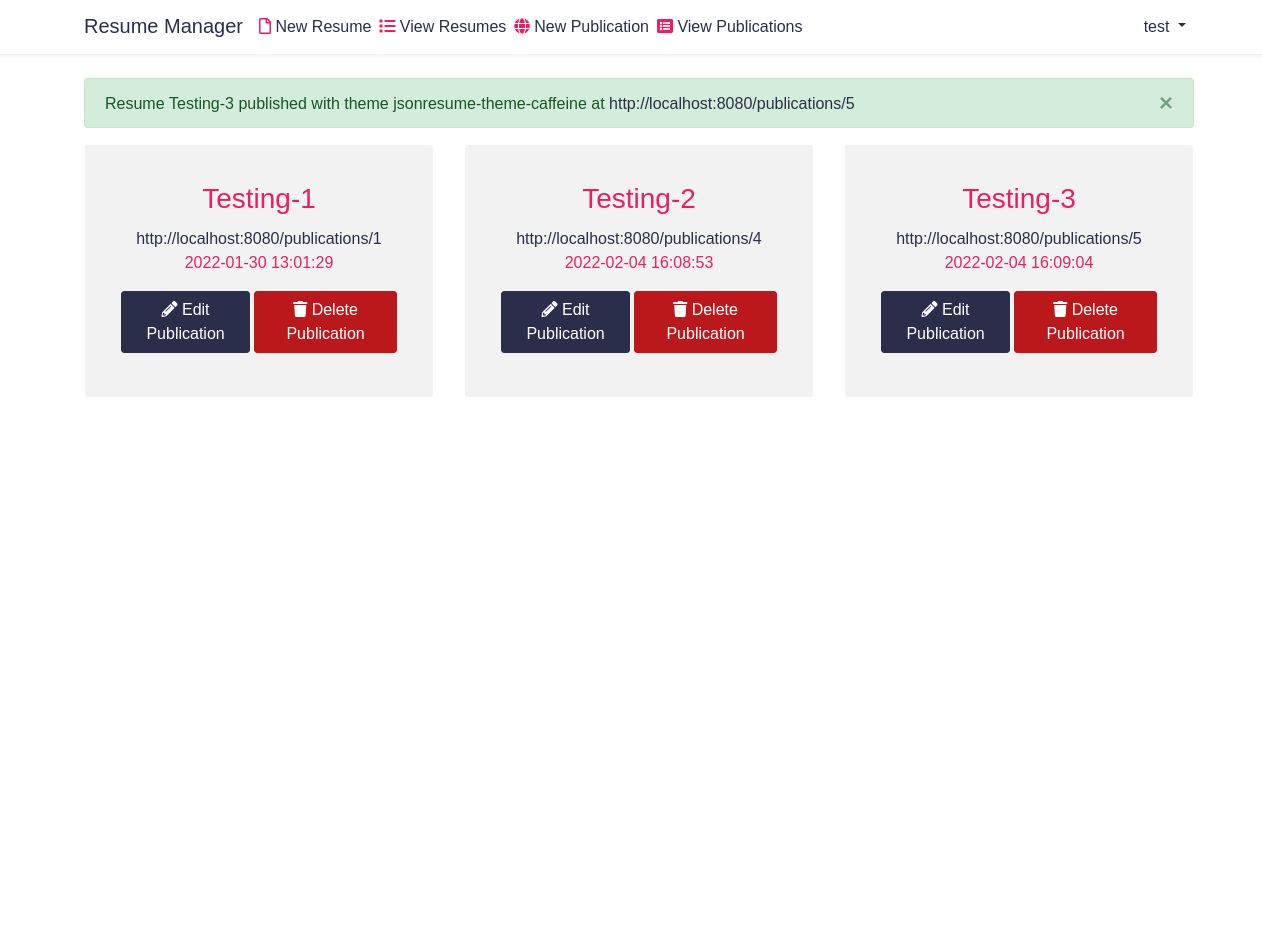 Resume Manager New Resume View Resumes New Publication View Publications test
Resume Testing-3 published with theme jsonresume-theme-caffeine at http://localhost:8080/publications/5 ×
Testing-1
http://localhost:8080/publications/1
2022-01-30 13:01:29
Edit
Publication
Delete
Publication
Testing-2
http://localhost:8080/publications/4
2022-02-04 16:08:53
Edit
Publication
Delete
Publication
Testing-3
http://localhost:8080/publications/5
2022-02-04 16:09:04
Edit
Publication
Delete
Publication